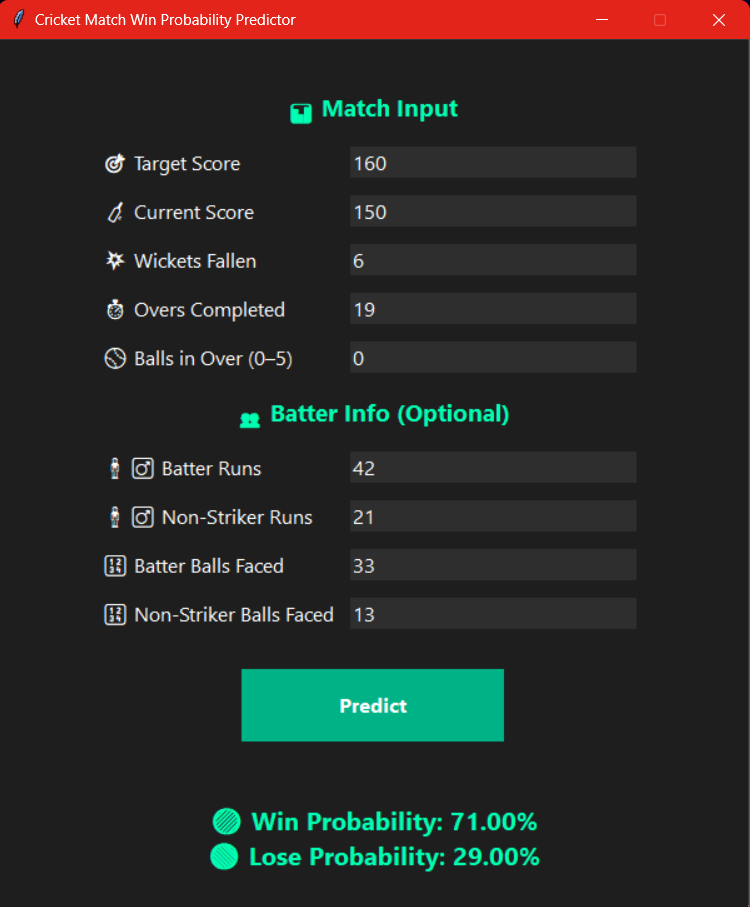 Cricket Match Win Probability Predictor
Match Input
Target Score 160
Current Score 150
Wickets Fallen 6
Overs Completed 19
Balls in Over (0–5) 0
Batter Info (Optional)
Batter Runs 42
Non-Striker Runs 21
Batter Balls Faced 33
Non-Striker Balls Faced 13
Predict
Win Probability: 71.00%
Lose Probability: 29.00%